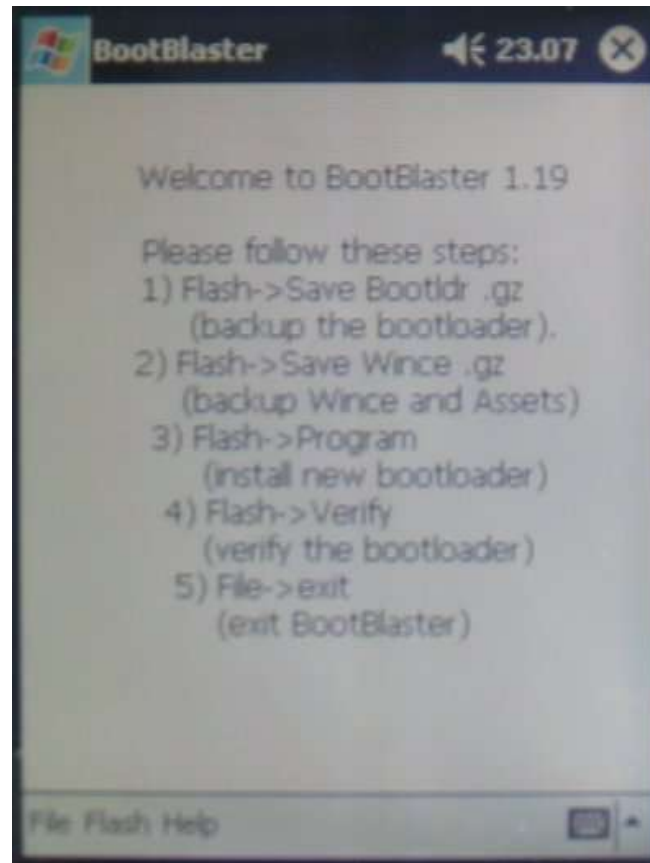 BootBlaster 23.07
Welcome to BootBlaster 1.19
Please follow these steps:
1) Flash->Save Bootldr .gz
(backup the bootloader).
2) Flash->Save Wince .gz
(backup Wince and Assets)
3) Flash->Program
(install new bootloader)
4) Flash->Verify
(verify the bootloader)
5) File->exit
(exit BootBlaster)
File Flash Help